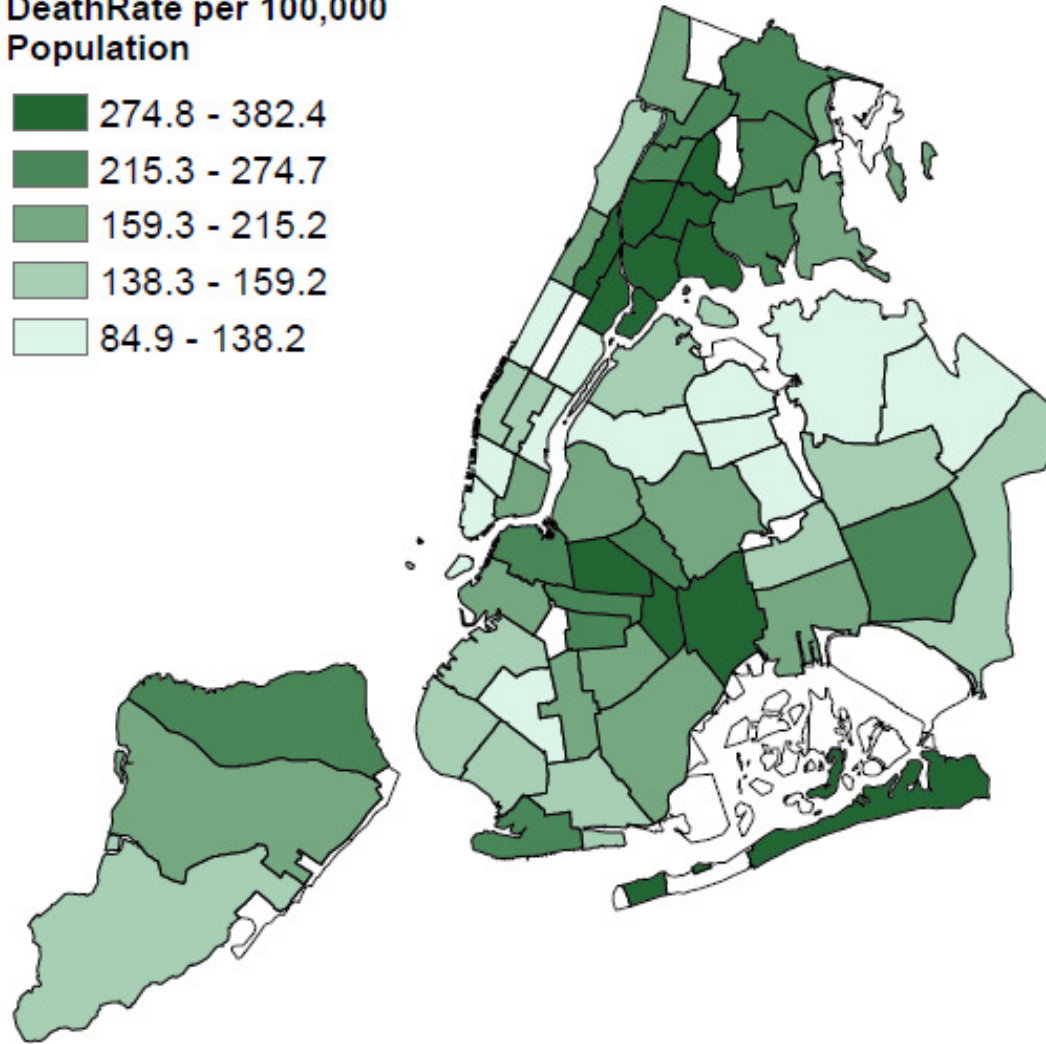 DeathRate per 100,000
Population
274.8 - 382.4
215.3 - 274.7
159.3 - 215.2
138.3 - 159.2
84.9 - 138.2